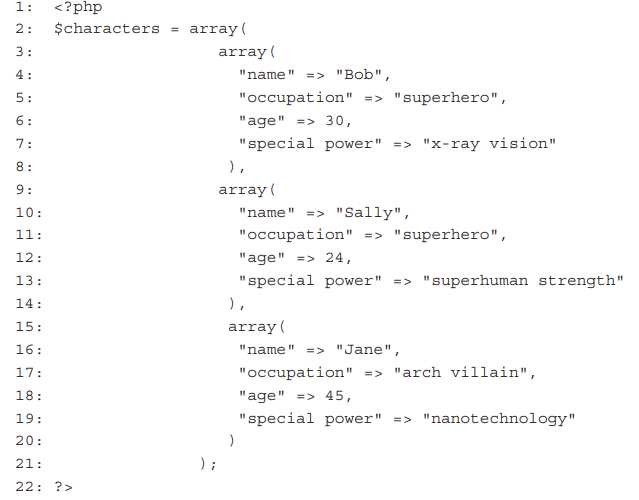 1: <?php
2: $characters = array(
3: array(
4: "name" => "Bob",
5: "occupation" => "superhero",
6: "age" => 30,
7: "special power" => "x-ray vision"
8: ),
9: array(
10: "name" => "Sally",
11: "occupation" => "superhero",
12: "age" => 24,
13: "special power" => "superhuman strength"
14: ),
15: array(
16: "name" => "Jane",
17: "occupation" => "arch villain",
18: "age" => 45,
19: "special power" => "nanotechnology"
20: )
21: );
22: ?>